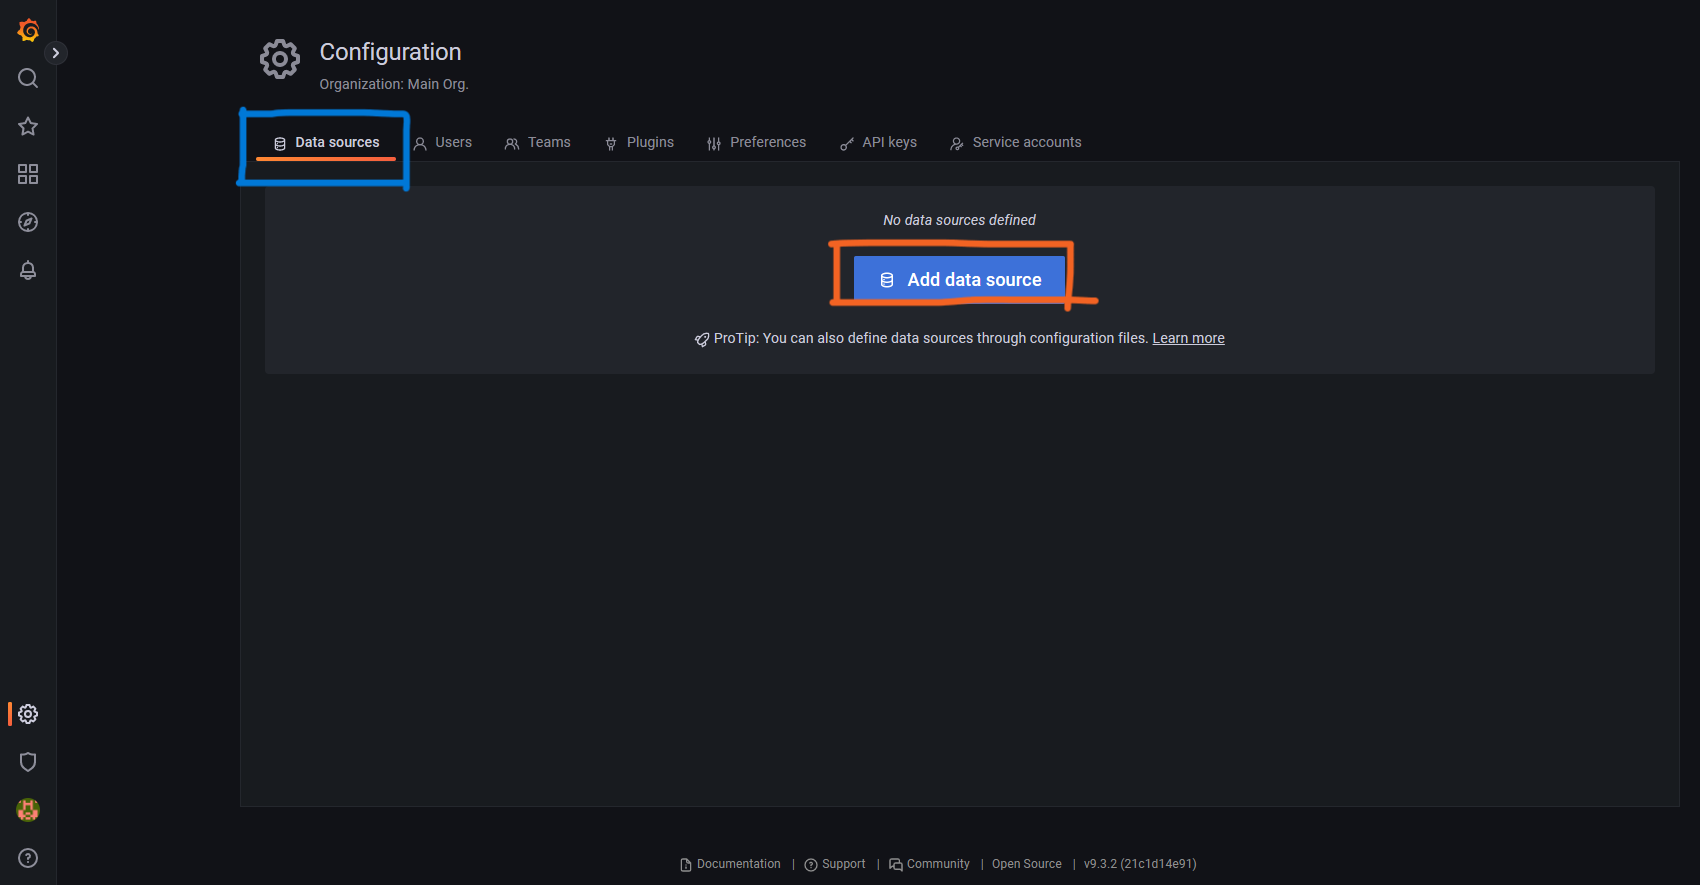 Configuration
Organization: Main Org.
Data sources Users Teams Plugins Preferences API keys Service accounts
No data sources defined
Add data source
ProTip: You can also define data sources through configuration files. Learn more
Documentation | Support | Community | Open Source | v9.3.2 (21c1d14e91)